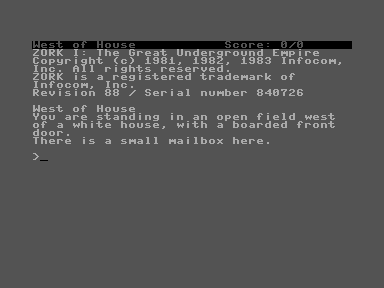 West of House Score: 0/0
ZORK I: The Great Underground Empire
Copyright (c) 1981, 1982, 1983 Infocom,
Inc. All rights reserved.
ZORK is a registered trademark of
Infocom, Inc.
Revision 88 / Serial number 840726
West of House
You are standing in an open field west
of a white house, with a boarded front
door.
There is a small mailbox here.
>_